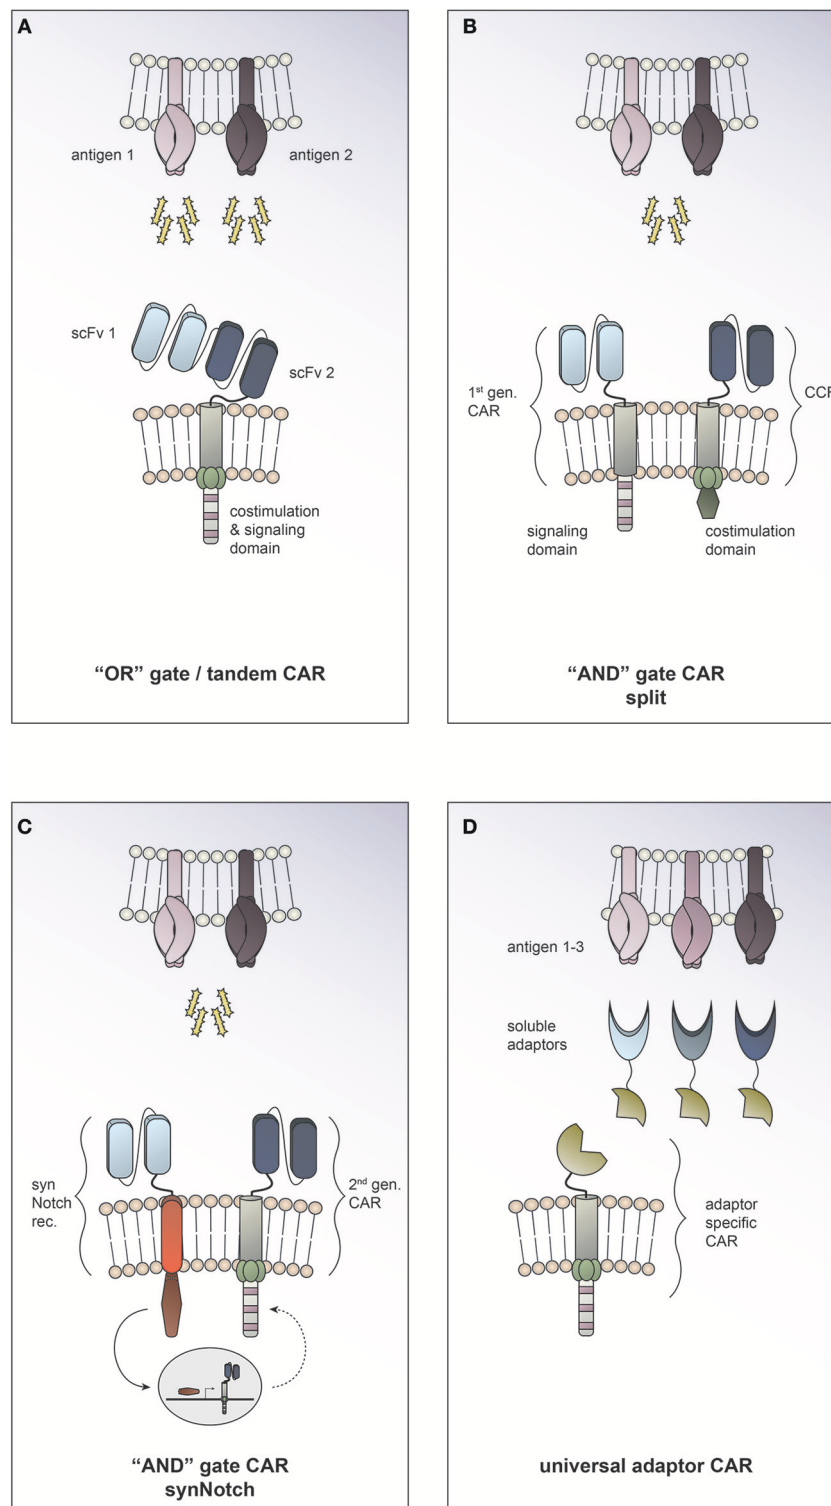 A
antigen 1
antigen 2
scFv 1
scFv 2
costimulation
& signaling
domain
“OR” gate / tandem CAR
B
1st gen.
CAR
signaling
domain
costimulation
domain
“AND” gate CAR
split
C
syn
Notch
rec.
2nd gen.
CAR
“AND” gate CAR
synNotch
D
antigen 1-3
soluble
adaptors
adaptor
specific
CAR
universal adaptor CAR